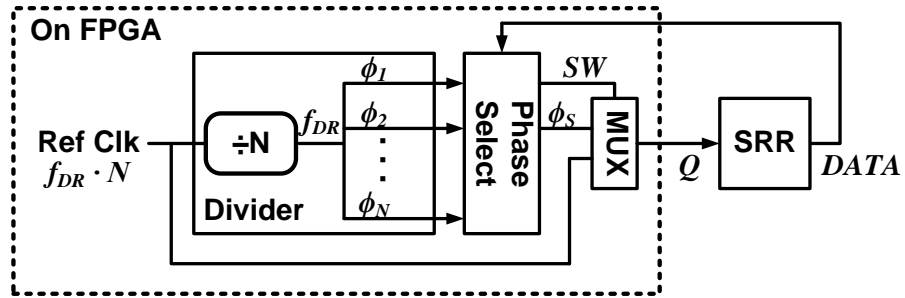 On FPGA
Ref Clk
f_DR · N
÷N
Divider
f_DR
ϕ_1
ϕ_2
ϕ_N
Phase Select
SW
ϕ_S
MUX
Q
SRR
DATA